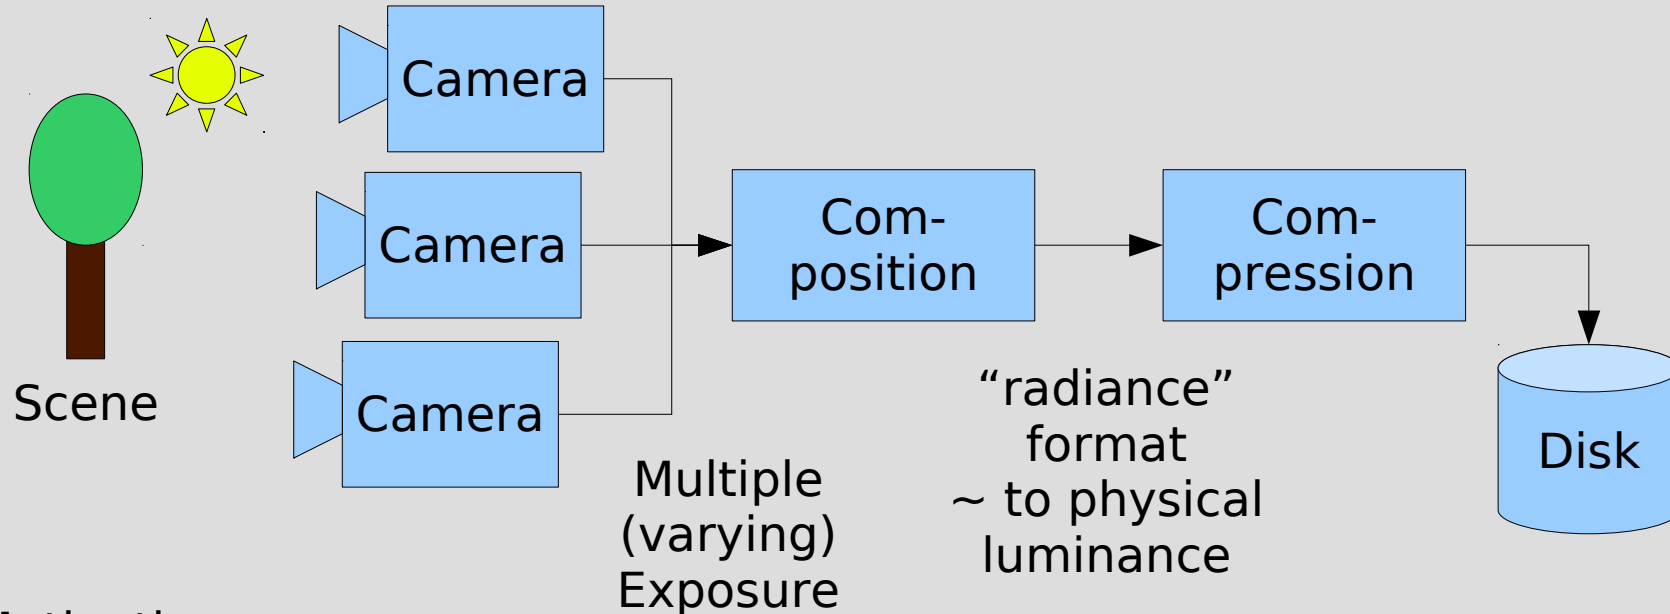 Camera
Camera
Camera
Scene
Com-
position
Com-
pression
Disk
Multiple
(varying)
Exposure
“radiance”
format
~ to physical
luminance